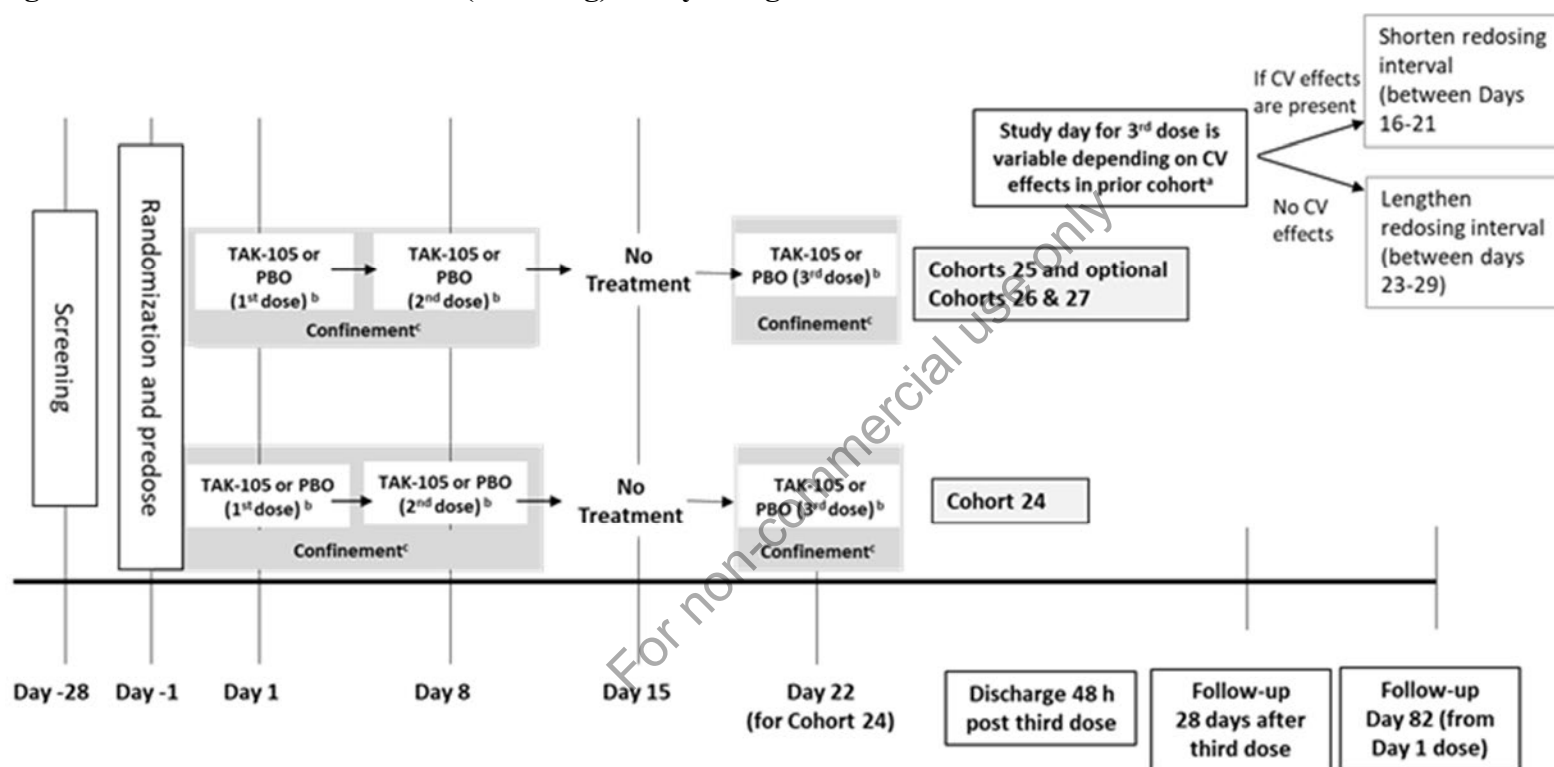 Screening
Randomization and predose
TAK-105 or
PBO
(1st dose) b
TAK-105 or
PBO
(2nd dose) b
Confinementc
No
Treatment
TAK-105 or
PBO (3rd dose) b
Confinementc
Cohorts 25 and optional
Cohorts 26 & 27
Study day for 3rd dose is
variable depending on CV
effects in prior cohorta
If CV effects
are present
Shorten redosing
interval
(between Days
16-21
No CV
effects
Lengthen
redosing interval
(between days
23-29)
TAK-105 or PBO
(1st dose) b
TAK-105 or PBO
(2nd dose) b
Confinementc
No
Treatment
TAK-105 or
PBO (3rd dose) b
Confinementc
Cohort 24
Day -28
Day -1
Day 1
Day 8
Day 15
Day 22
(for Cohort 24)
Discharge 48 h
post third dose
Follow-up
28 days after
third dose
Follow-up
Day 82 (from
Day 1 dose)
For non-commercial use only